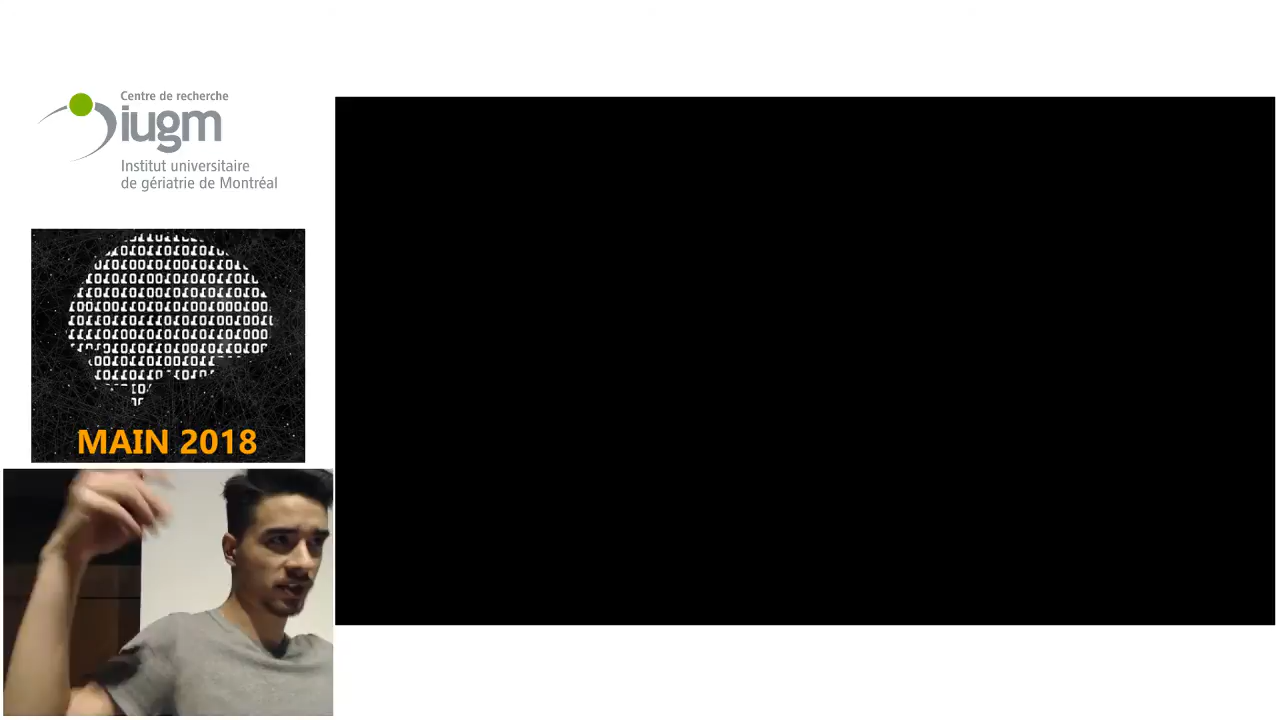 Centre de recherche
iugm
Institut universitaire
de gériatrie de Montréal
MAIN 2018